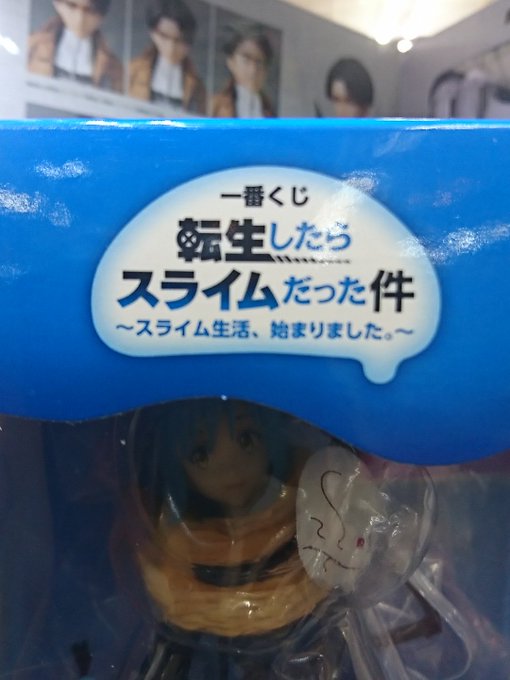 一番くじ
転生したら
スライムだった件
～スライム生活、始まりました。～